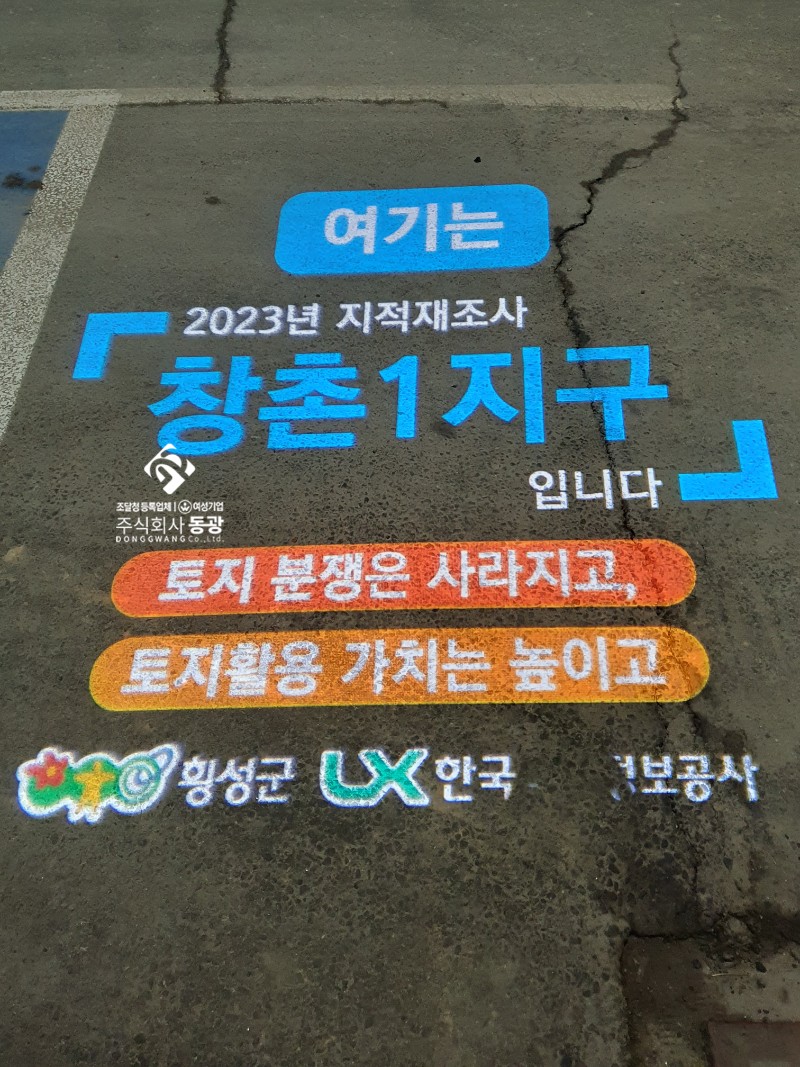 여기는
2023년 지적재조사
창촌1지구
입니다
조달청 등록업체 | 여성기업
주식회사 동광
DONGGWANG Co.,Ltd.
토지 분쟁은 사라지고,
토지활용 가치는 높이고
횡성군 LX 한국 보공사